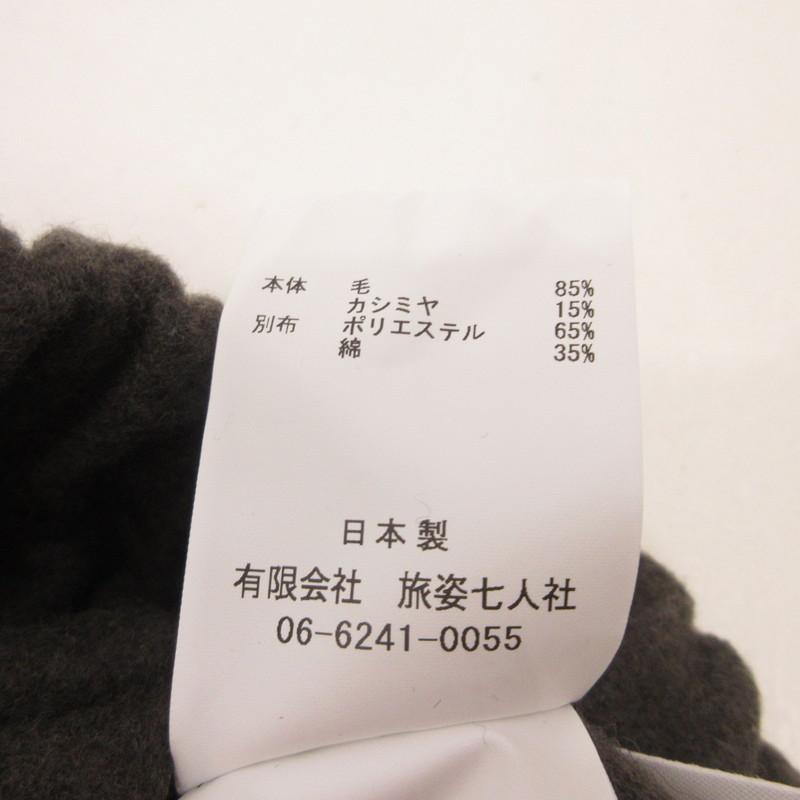 本体 毛 85%
カシミヤ 15%
別布 ポリエステル 65%
綿 35%
日本製
有限会社 旅姿七人社
06-6241-0055